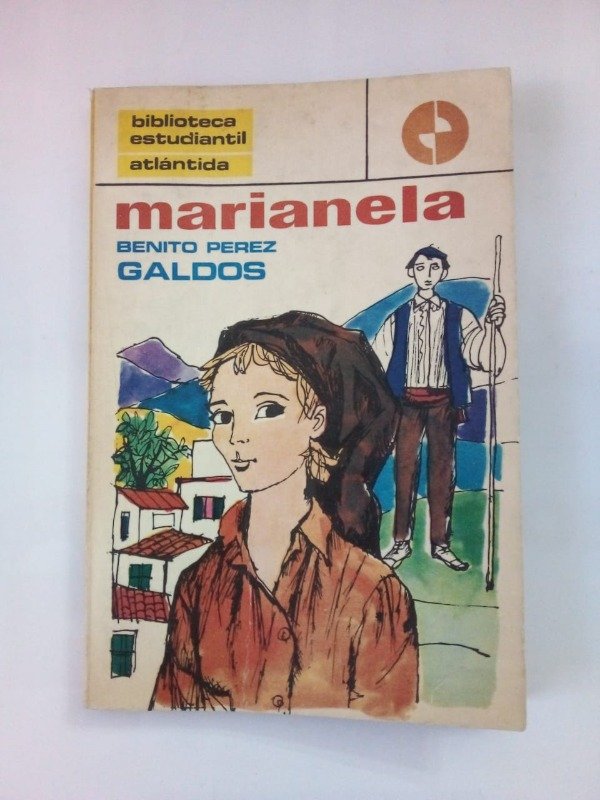 biblioteca
estudiantil
atlántida
marianela
BENITO PEREZ
GALDOS